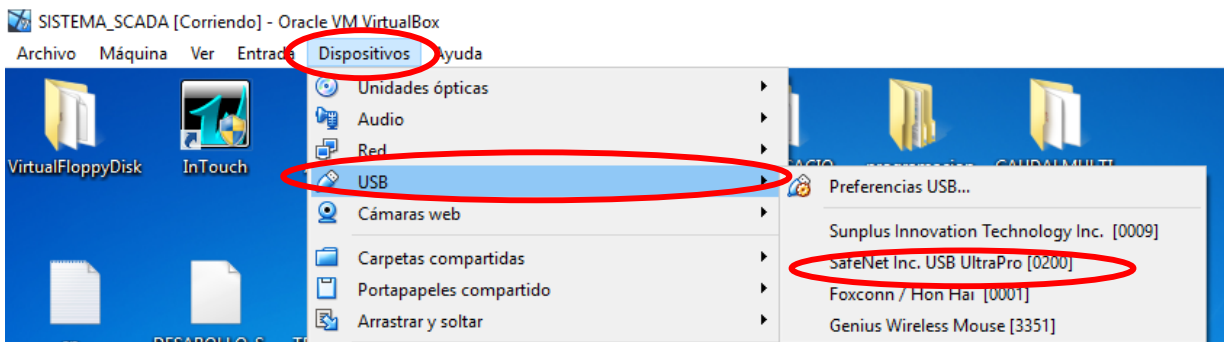 SISTEMA_SCADA [Corriendo] - Oracle VM VirtualBox
Archivo Máquina Ver Entrada Dispositivos Ayuda
Unidades ópticas
Audio
Red
VirtualFloppyDisk InTouch
USB
Cámaras web
Carpetas compartidas
Portapapeles compartido
Arrastrar y soltar
Preferencias USB...
Sunplus Innovation Technology Inc. [0009]
SafeNet Inc. USB UltraPro [0200]
Foxconn / Hon Hai [0001]
Genius Wireless Mouse [3351]